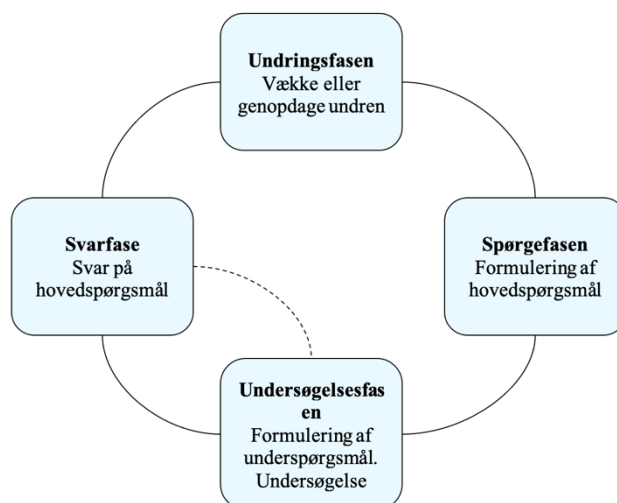 Undringsfasen
Vække eller
genopdage undren
Svarfase
Svar på
hovedspørgsmål
Spørgefasen
Formulering af
hovedspørgsmål
Undersøgelsesfas
en
Formulering af
underspørgsmål.
Undersøgelse